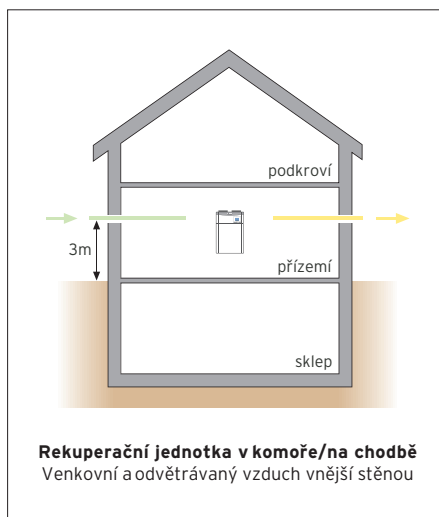 podkroví
3m
přízemí
sklep
Rekuperační jednotka v komoře/na chodbě
Venkovní a odvětrávaný vzduch vnější stěnou